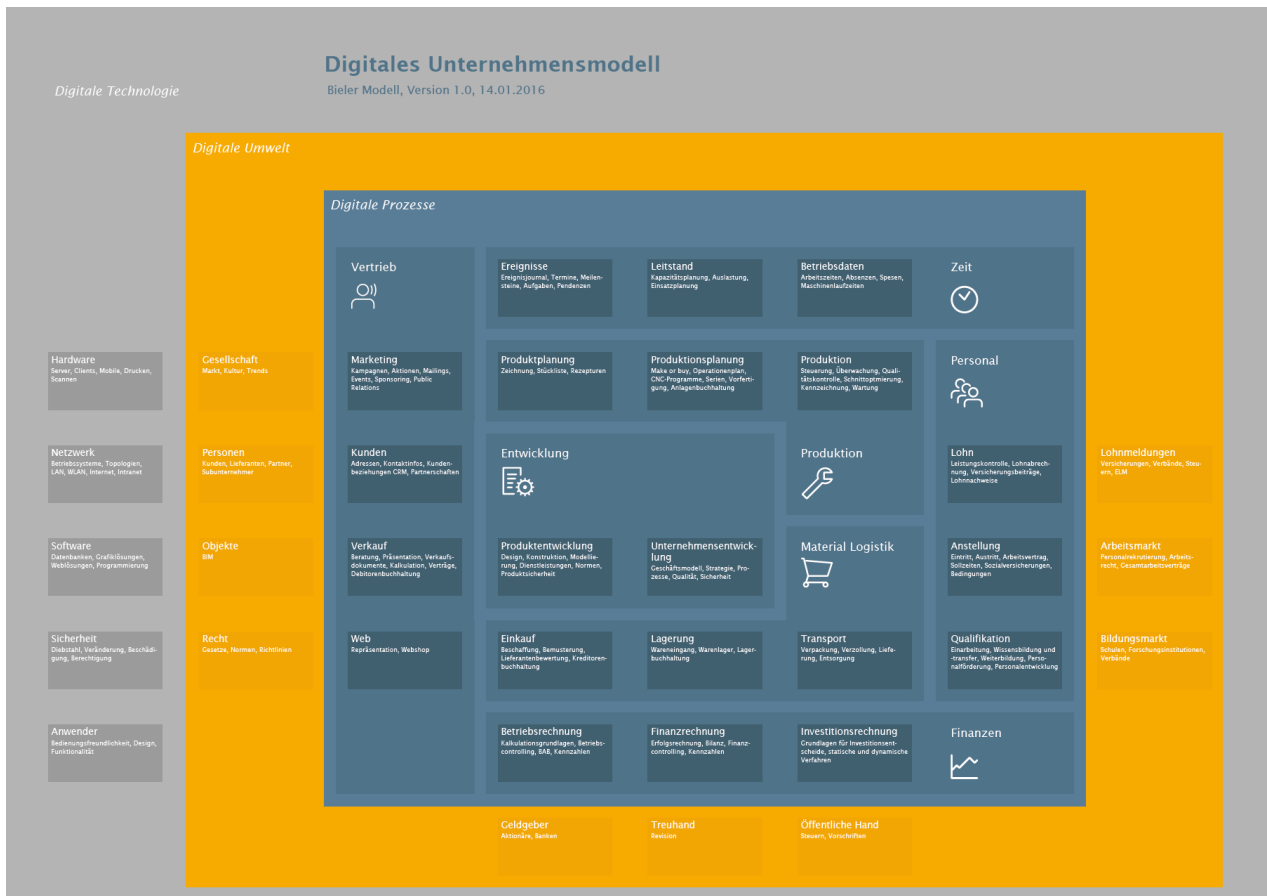 Digitales Unternehmensmodell
Bieler Modell, Version 1.0, 14.01.2016
Digitale Technologie
Digitale Umwelt
Digitale Prozesse
Vertrieb
Ereignisse
Ereignisjournal, Termine, Meilen-
steine, Aufgaben, Pendenzen
Leitstand
Kapazitätsplanung, Auslastung,
Einsatzplanung
Betriebsdaten
Arbeitszeiten, Absenzen, Spesen,
Maschinenlaufzeiten
Zeit
Hardware
Server, Clients, Mobile, Drucken,
Scannen
Gesellschaft
Markt, Kultur, Trends
Marketing
Kampagnen, Aktionen, Mailings,
Events, Sponsoring, Public
Relations
Produktplanung
Zeichnung, Stückliste, Rezepturen
Produktionsplanung
Make or buy, Operationenplan,
CNC-Programme, Serien, Vorferti-
gung, Anlagenbuchhaltung
Produktion
Steuerung, Überwachung, Quali-
tätskontrolle, Schnittoptmierung,
Kennzeichnung, Wartung
Personal
Netzwerk
Betriebssysteme, Topologien,
LAN, WLAN, Internet, Intranet
Personen
Kunden, Lieferanten, Partner,
Subunternehmer
Kunden
Adressen, Kontaktinfos, Kunden-
beziehungen CRM, Partnerschaften
Entwicklung
Produktion
Lohn
Leistungskontrolle, Lohnabrech-
nung, Versicherungsbeiträge,
Lohnnachweise
Lohnmeldungen
Versicherungen, Verbände, Steu-
ern, ELM
Software
Datenbanken, Grafiklösungen,
Weblösungen, Programmierung
Objekte
BIM
Verkauf
Beratung, Präsentation, Verkaufs-
dokumente, Kalkulation, Verträge,
Debitorenbuchhaltung
Produktentwicklung
Design, Konstruktion, Modellie-
rung, Dienstleistungen, Normen,
Produktsicherheit
Unternehmensentwick-
lung
Geschäftsmodell, Strategie, Pro-
zesse, Qualität, Sicherheit
Material Logistik
Anstellung
Eintritt, Austritt, Arbeitsvertrag,
Sollzeiten, Sozialversicherungen,
Bedingungen
Arbeitsmarkt
Personalrekrutierung, Arbeits-
recht, Gesamtarbeitsverträge
Sicherheit
Diebstahl, Veränderung, Beschädi-
gung, Berechtigung
Recht
Gesetze, Normen, Richtlinien
Web
Repräsentation, Webshop
Einkauf
Beschaffung, Bemusterung,
Lieferantenbewertung, Kreditoren-
buchhaltung
Lagerung
Wareneingang, Warenlager, Lager-
buchhaltung
Transport
Verpackung, Verzollung, Liefe-
rung, Entsorgung
Qualifikation
Einarbeitung, Wissensbildung und
-transfer, Weiterbildung, Perso-
nalförderung, Personalentwicklung
Bildungsmarkt
Schulen, Forschungsinstitutionen,
Verbände
Anwender
Bedienungsfreundlichkeit, Design,
Funktionalität
Betriebsrechnung
Kalkulationsgrundlagen, Betriebs-
controlling, BAB, Kennzahlen
Finanzrechnung
Erfolgsrechnung, Bilanz, Finanz-
controlling, Kennzahlen
Investitionsrechnung
Grundlagen für Investitionsent-
scheide, statische und dynamische
Verfahren
Finanzen
Geldgeber
Aktionäre, Banken
Treuhand
Revision
Öffentliche Hand
Steuern, Vorschriften